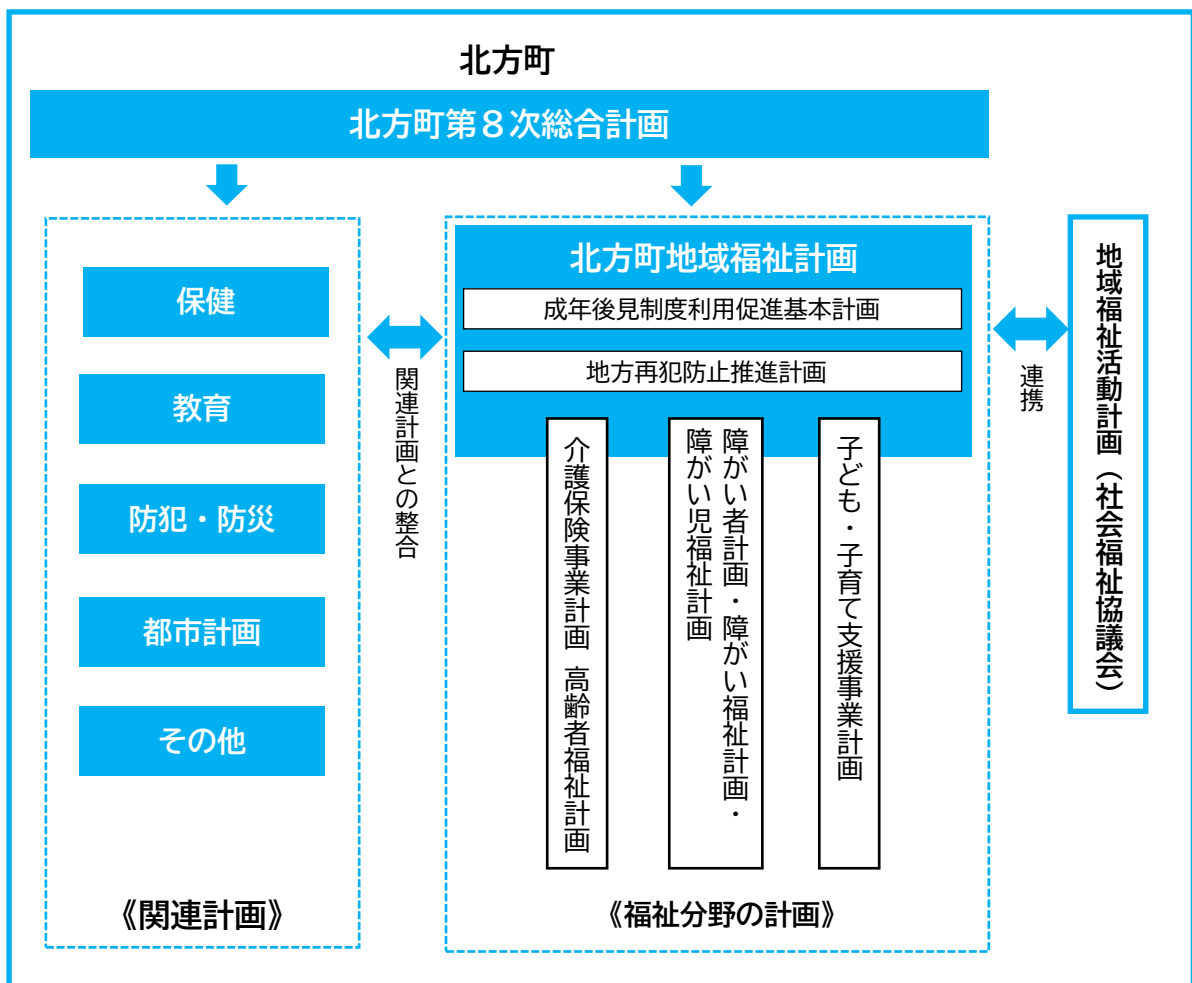 北方町
北方町第８次総合計画
保健
教育
防犯・防災
都市計画
その他
《関連計画》
関連計画との整合
北方町地域福祉計画
成年後見制度利用促進基本計画
地方再犯防止推進計画
介護保険事業計画 高齢者福祉計画
障がい者計画・障がい福祉計画・
障がい児福祉計画
子ども・子育て支援事業計画
《福祉分野の計画》
連携
地域福祉活動計画（社会福祉協議会）